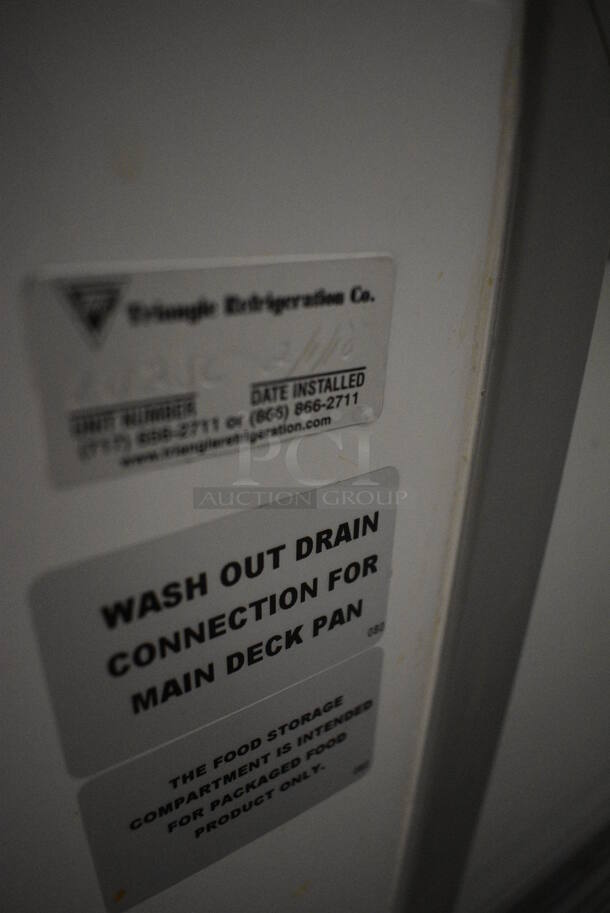 Triangle Refrigeration Co.
UNIT NUMBER
DATE INSTALLED
(717) 866-2711 or (865) 866-2711
www.trianglerefrigeration.com
PCI
AUCTION GROUP
WASH OUT DRAIN
CONNECTION FOR
MAIN DECK PAN
THE FOOD STORAGE
COMPARTMENT IS INTENDED
FOR PACKAGED FOOD
PRODUCT ONLY.